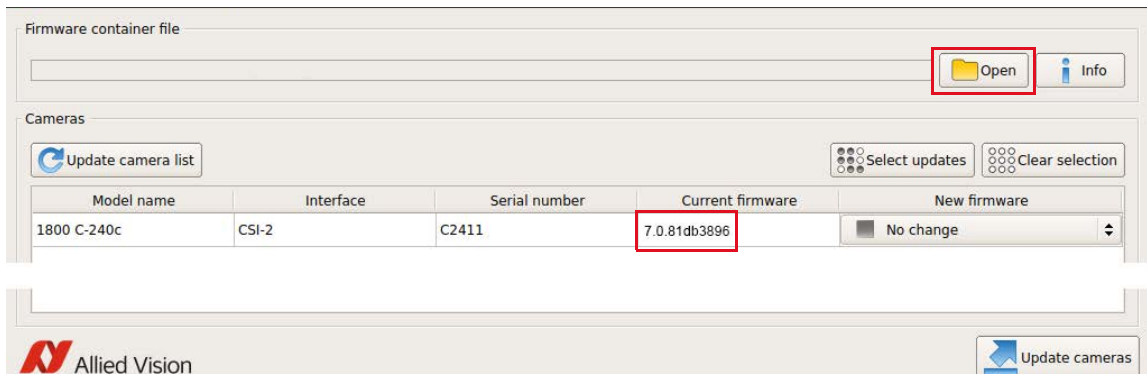 Firmware container file
Open Info
Cameras
Update camera list Select updates Clear selection
Model name Interface Serial number Current firmware New firmware
1800 C-240c CSI-2 C2411 7.0.81db3896 No change
Allied Vision Update cameras